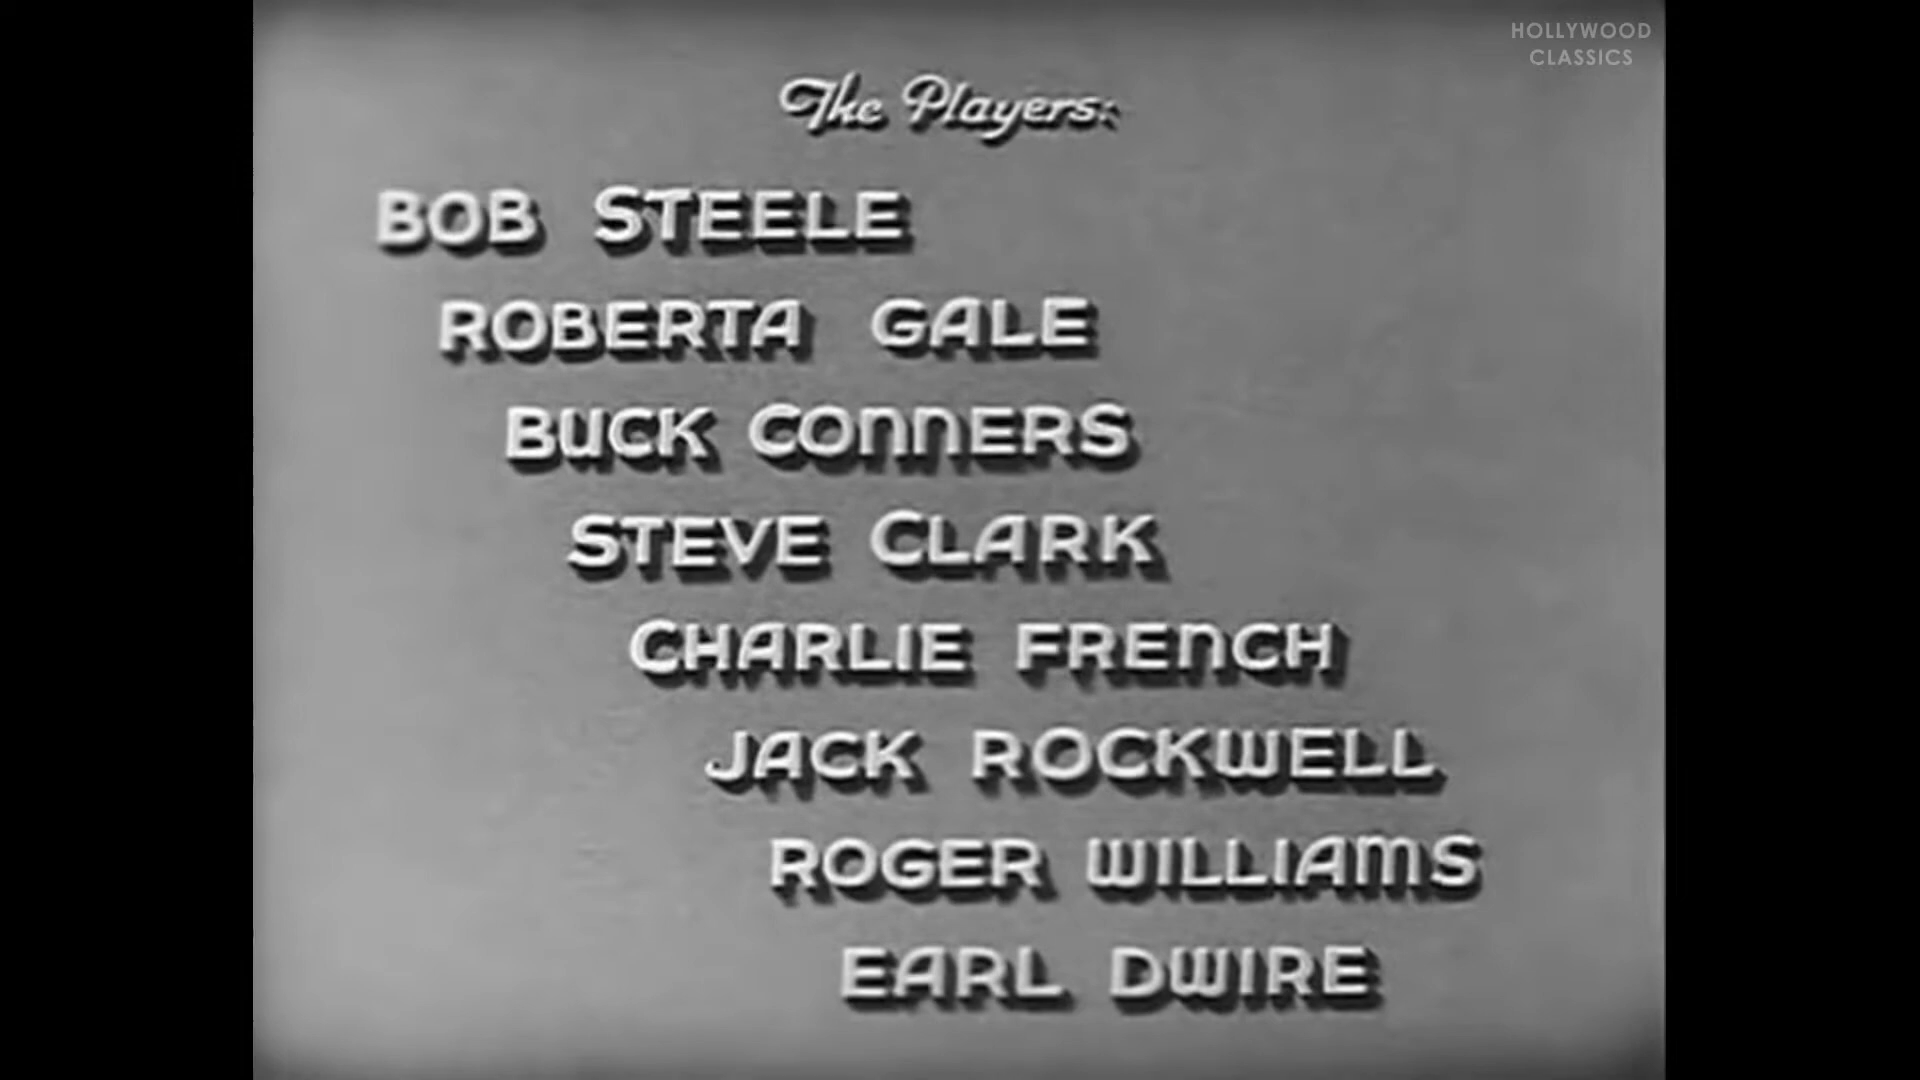 HOLLYWOOD
CLASSICS
The Players:
BOB STEELE
ROBERTA GALE
BUCK CONNERS
STEVE CLARK
CHARLIE FRENCH
JACK ROCKWELL
ROGER WILLIAMS
EARL DWIRE